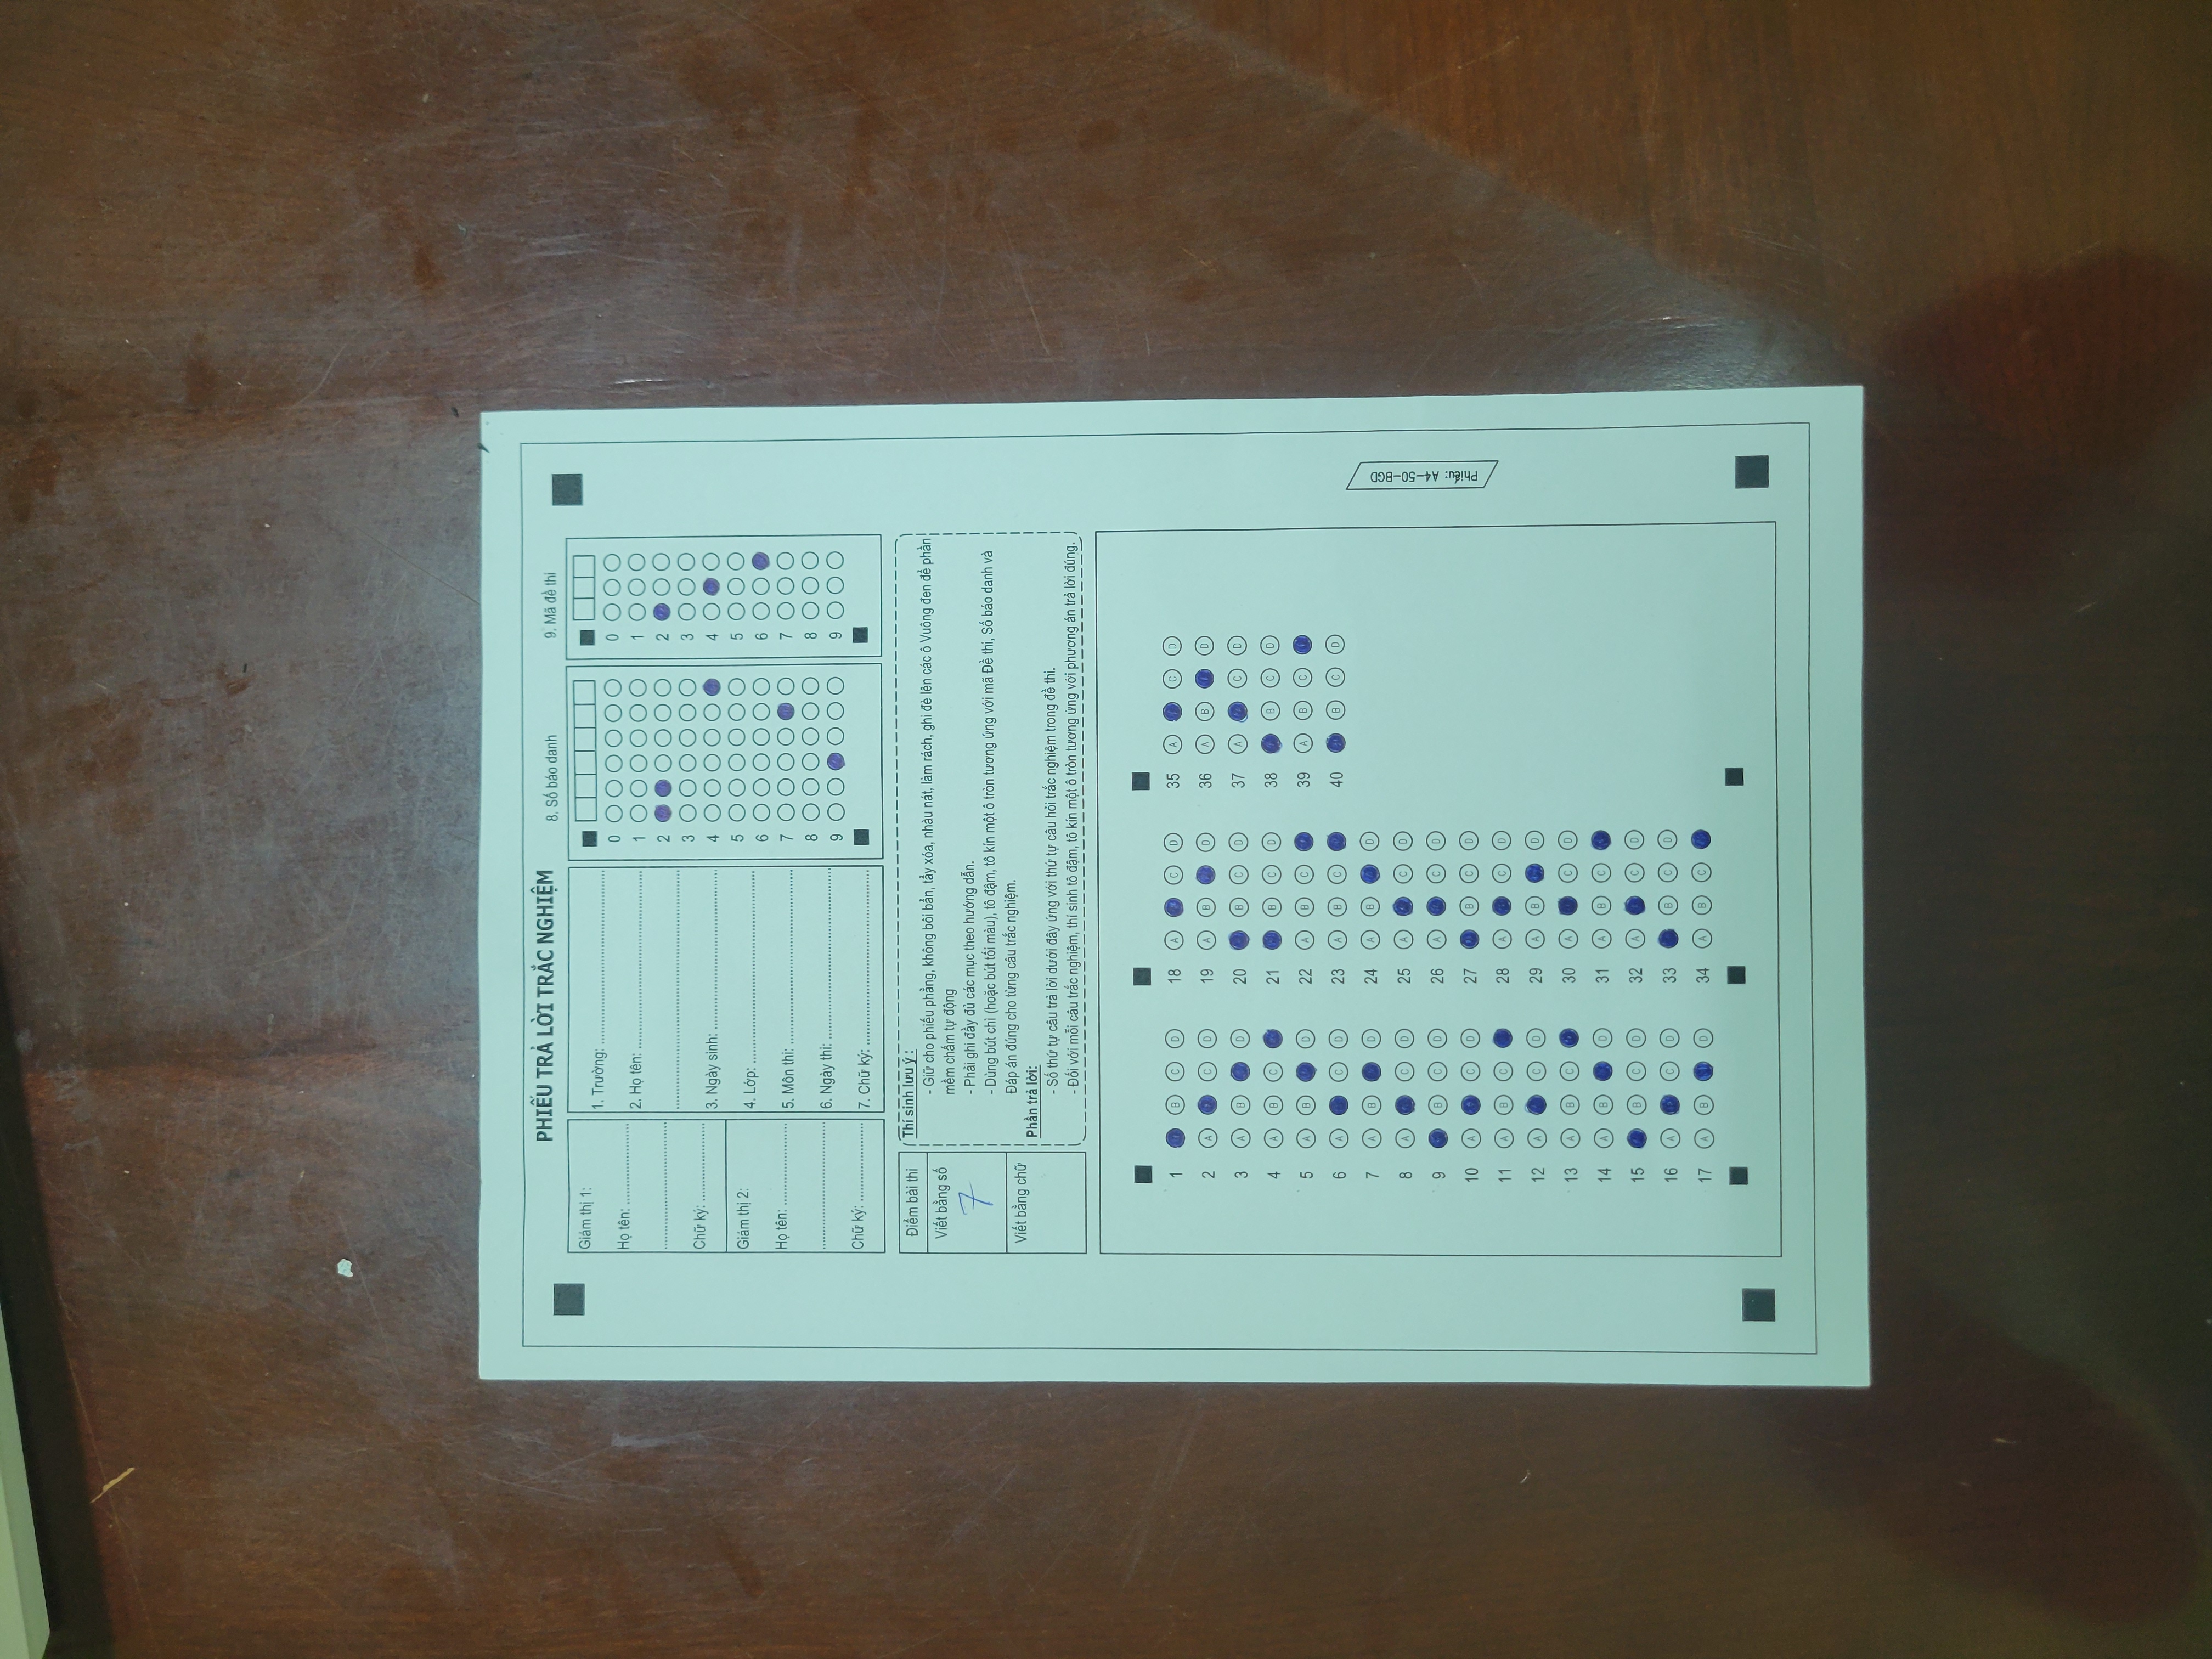 PHIẾU TRẢ LỜI TRẮC NGHIỆM
Giám thị 1:
Họ tên: ........................
.......................................
Chữ ký: ........................
Giám thị 2:
Họ tên: ........................
.......................................
Chữ ký: ........................
1. Trường: ........................
2. Họ tên: ........................
.......................................
3. Ngày sinh: ........................
4. Lớp: ........................
5. Môn thi: ........................
6. Ngày thi: ........................
7. Chữ ký: ........................
8. Số báo danh
0
1
2
3
4
5
6
7
8
9
9. Mã đề thi
0
1
2
3
4
5
6
7
8
9
Điểm bài thi
Viết bằng số
7
Viết bằng chữ
Thí sinh lưu ý :
- Giữ cho phiếu phẳng, không bôi bẩn, tẩy xóa, nhàu nát, làm rách, ghi đè lên các ô Vuông đen để phần
mềm chấm tự động
- Phải ghi đầy đủ các mục theo hướng dẫn.
- Dùng bút chì (hoặc bút tối màu), tô đậm, tô kín một ô tròn tương ứng với mã Đề thi, Số báo danh và
Đáp án đúng cho từng câu trắc nghiệm.
Phần trả lời:
- Số thứ tự câu trả lời dưới đây ứng với thứ tự câu hỏi trắc nghiệm trong đề thi.
- Đối với mỗi câu trắc nghiệm, thí sinh tô đậm, tô kín một ô tròn tương ứng với phương án trả lời đúng.
1 B C D
2 A C D
3 A B D
4 A B C
5 A B D
6 A C D
7 A B D
8 A C D
9 B C D
10 A C D
11 A B C
12 A C D
13 A B C
14 A B D
15 B C D
16 A C D
17 A B D
18 A C D
19 A B D
20 B C D
21 B C D
22 A B C
23 A B C
24 A B D
25 A C D
26 A C D
27 B C D
28 A C D
29 A B D
30 A C D
31 A B C
32 A C D
33 B C D
34 A B C
35 A C D
36 A B D
37 A C D
38 B C D
39 A B C
40 B C D
Phiếu: A4-50-BGD